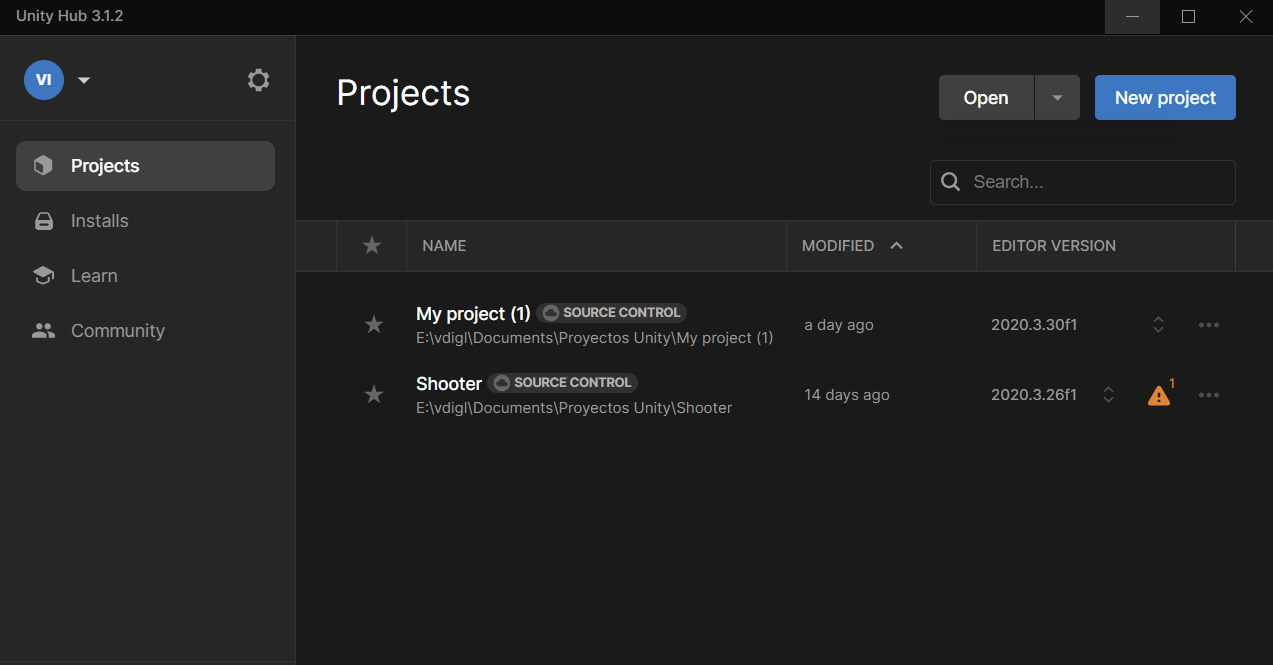 Unity Hub 3.1.2
VI
Projects
Installs
Learn
Community
Projects
Open
New project
Search...
NAME
MODIFIED
EDITOR VERSION
My project (1) SOURCE CONTROL
E:\vdigl\Documents\Proyectos Unity\My project (1)
a day ago
2020.3.30f1
Shooter SOURCE CONTROL
E:\vdigl\Documents\Proyectos Unity\Shooter
14 days ago
2020.3.26f1
1